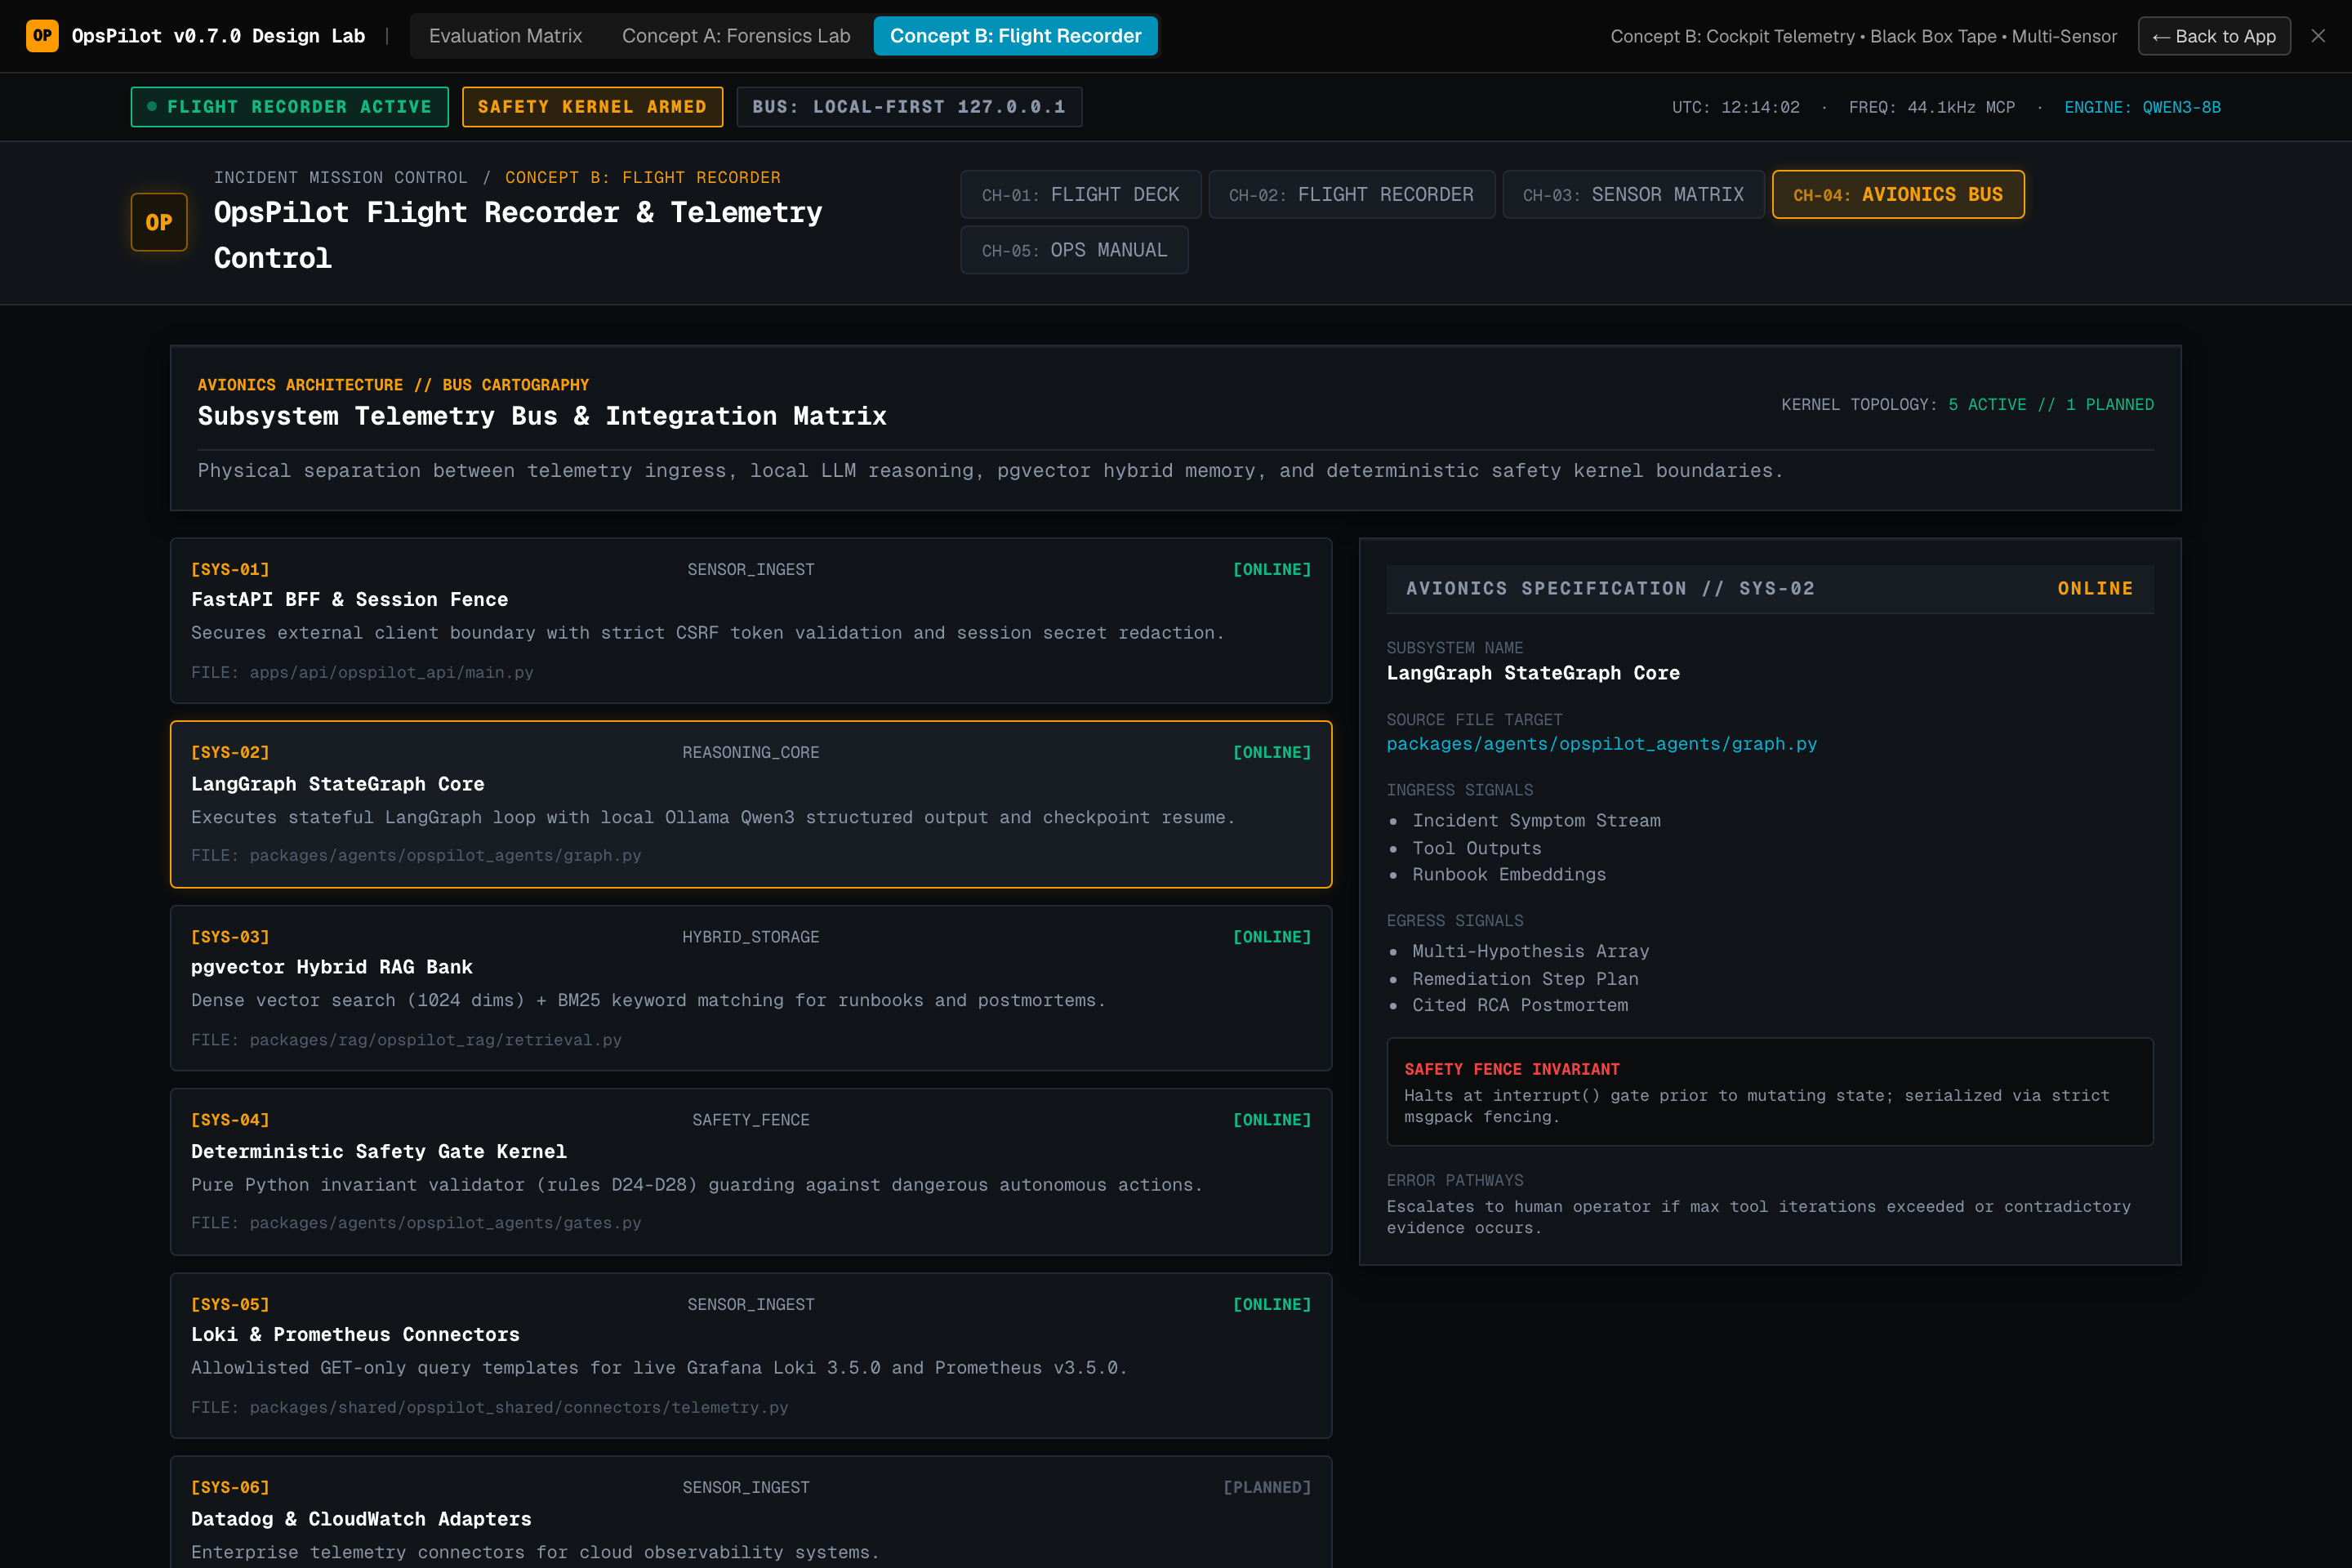 OP OpsPilot v0.7.0 Design Lab | Evaluation Matrix Concept A: Forensics Lab Concept B: Flight Recorder Concept B: Cockpit Telemetry • Black Box Tape • Multi-Sensor ← Back to App ×
FLIGHT RECORDER ACTIVE SAFETY KERNEL ARMED BUS: LOCAL-FIRST 127.0.0.1 UTC: 12:14:02 · FREQ: 44.1kHz MCP · ENGINE: QWEN3-8B
OP
INCIDENT MISSION CONTROL / CONCEPT B: FLIGHT RECORDER
OpsPilot Flight Recorder & Telemetry
Control
CH-01: FLIGHT DECK CH-02: FLIGHT RECORDER CH-03: SENSOR MATRIX CH-04: AVIONICS BUS
CH-05: OPS MANUAL
AVIONICS ARCHITECTURE // BUS CARTOGRAPHY
Subsystem Telemetry Bus & Integration Matrix
KERNEL TOPOLOGY: 5 ACTIVE // 1 PLANNED
Physical separation between telemetry ingress, local LLM reasoning, pgvector hybrid memory, and deterministic safety kernel boundaries.
[SYS-01] SENSOR_INGEST [ONLINE]
FastAPI BFF & Session Fence
Secures external client boundary with strict CSRF token validation and session secret redaction.
FILE: apps/api/opspilot_api/main.py
[SYS-02] REASONING_CORE [ONLINE]
LangGraph StateGraph Core
Executes stateful LangGraph loop with local Ollama Qwen3 structured output and checkpoint resume.
FILE: packages/agents/opspilot_agents/graph.py
[SYS-03] HYBRID_STORAGE [ONLINE]
pgvector Hybrid RAG Bank
Dense vector search (1024 dims) + BM25 keyword matching for runbooks and postmortems.
FILE: packages/rag/opspilot_rag/retrieval.py
[SYS-04] SAFETY_FENCE [ONLINE]
Deterministic Safety Gate Kernel
Pure Python invariant validator (rules D24-D28) guarding against dangerous autonomous actions.
FILE: packages/agents/opspilot_agents/gates.py
[SYS-05] SENSOR_INGEST [ONLINE]
Loki & Prometheus Connectors
Allowlisted GET-only query templates for live Grafana Loki 3.5.0 and Prometheus v3.5.0.
FILE: packages/shared/opspilot_shared/connectors/telemetry.py
[SYS-06] SENSOR_INGEST [PLANNED]
Datadog & CloudWatch Adapters
Enterprise telemetry connectors for cloud observability systems.
AVIONICS SPECIFICATION // SYS-02 ONLINE
SUBSYSTEM NAME
LangGraph StateGraph Core
SOURCE FILE TARGET
packages/agents/opspilot_agents/graph.py
INGRESS SIGNALS
• Incident Symptom Stream
• Tool Outputs
• Runbook Embeddings
EGRESS SIGNALS
• Multi-Hypothesis Array
• Remediation Step Plan
• Cited RCA Postmortem
SAFETY FENCE INVARIANT
Halts at interrupt() gate prior to mutating state; serialized via strict
msgpack fencing.
ERROR PATHWAYS
Escalates to human operator if max tool iterations exceeded or contradictory
evidence occurs.